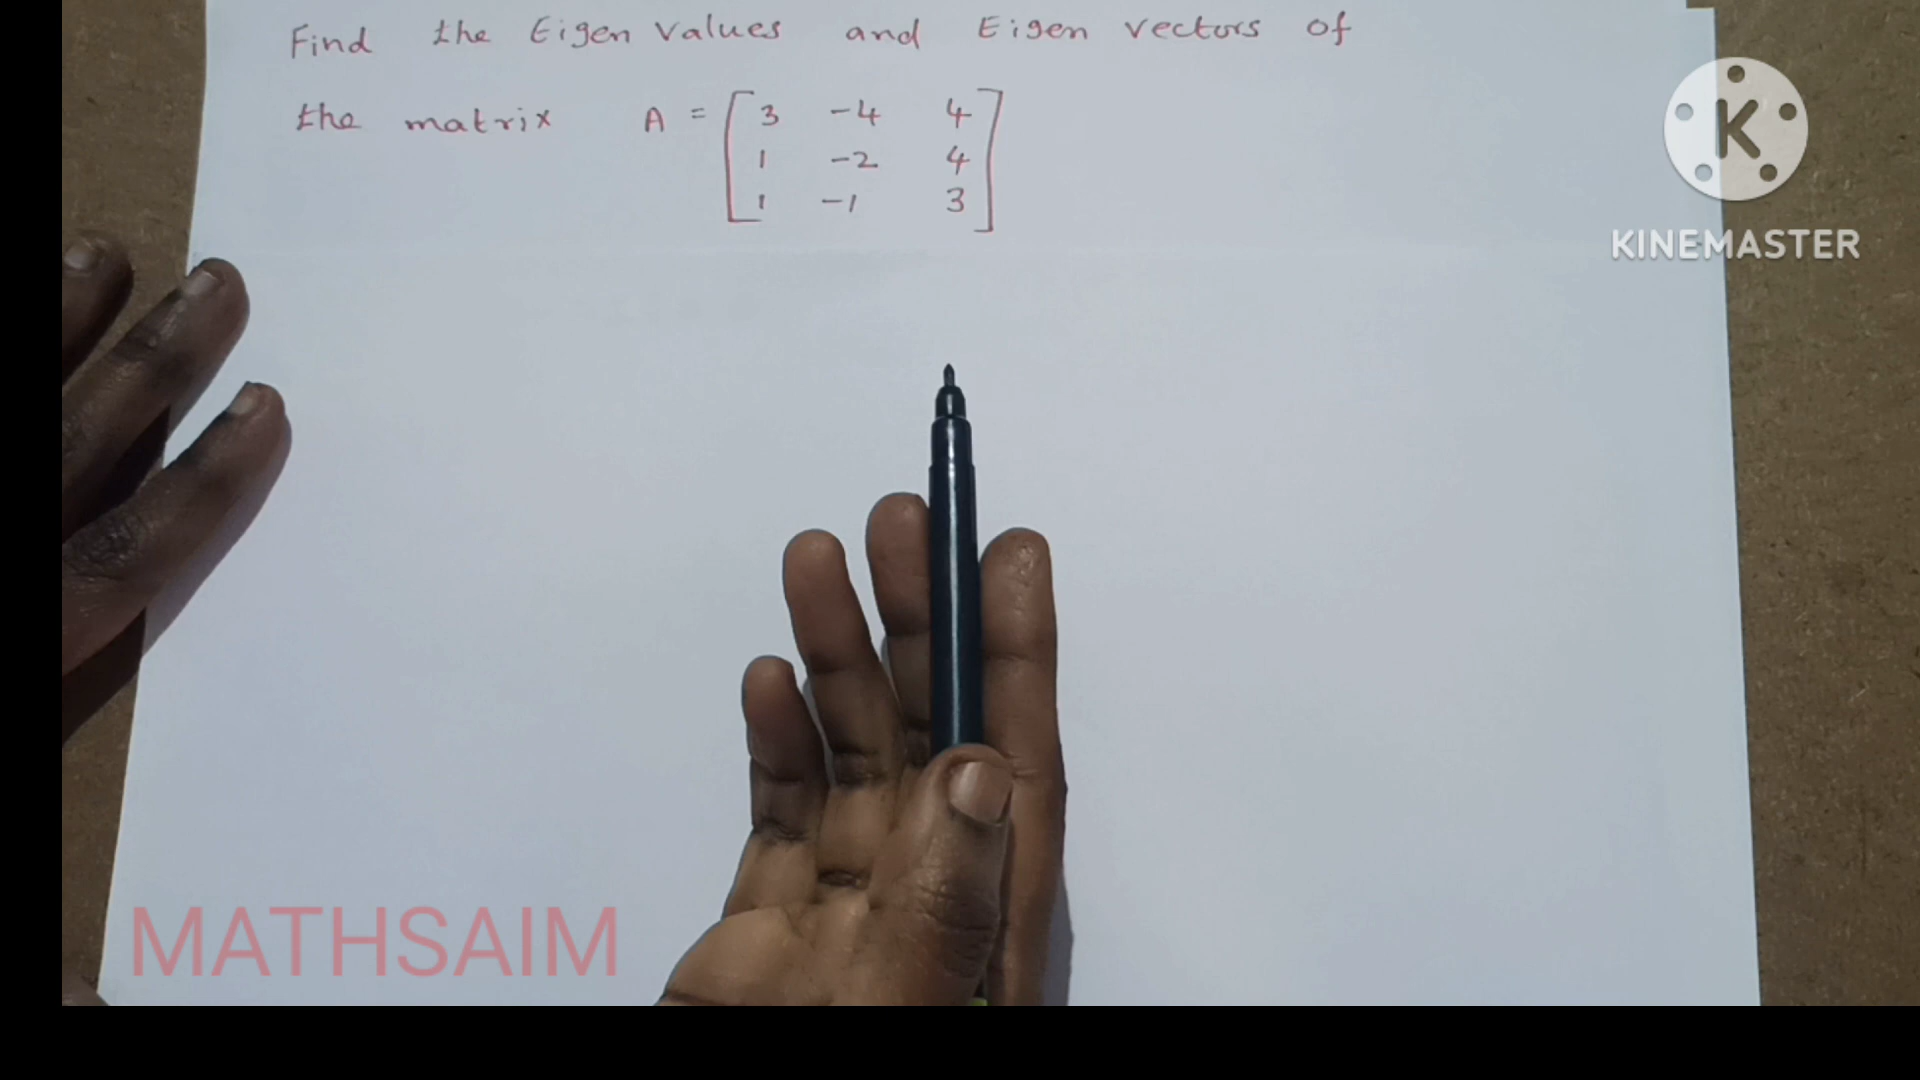 Find the Eigen values and Eigen vectors of
the matrix A = [ 3 -4 4
1 -2 4
1 -1 3 ]
K
KINEMASTER
MATHSAIM